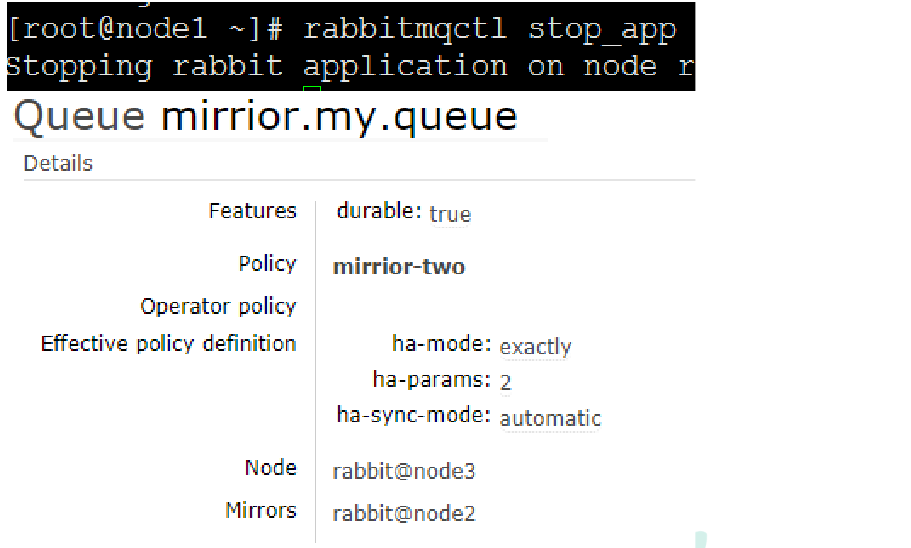 [root@node1 ~]# rabbitmqctl stop_app
Stopping rabbit application on node r
Queue mirrior.my.queue
Details
Features durable: true
Policy mirrior-two
Operator policy
Effective policy definition ha-mode: exactly
ha-params: 2
ha-sync-mode: automatic
Node rabbit@node3
Mirrors rabbit@node2